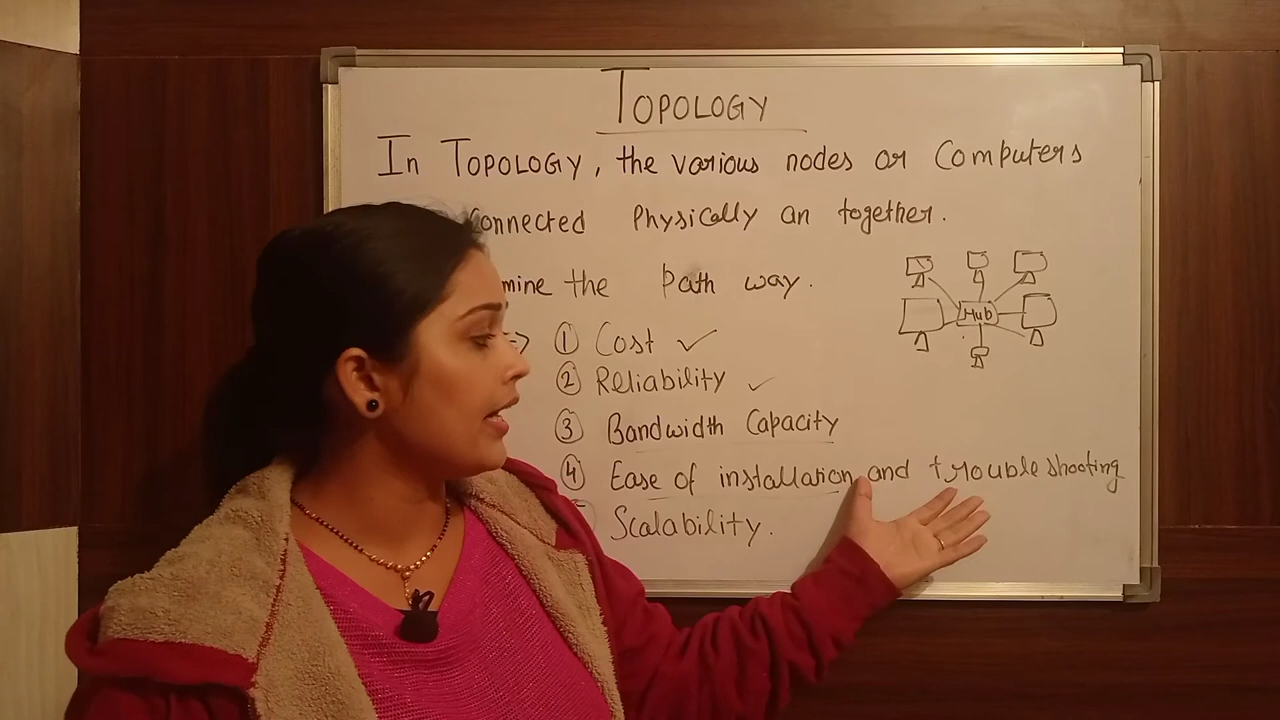 TOPOLOGY
In TOPOLOGY, the various nodes or Computers
Connected Physically an together.
mine the Path way.
Hub
=> ① Cost ✓
② Reliability ✓
③ Bandwidth Capacity
④ Ease of installation and troubleshooting
Scalability.